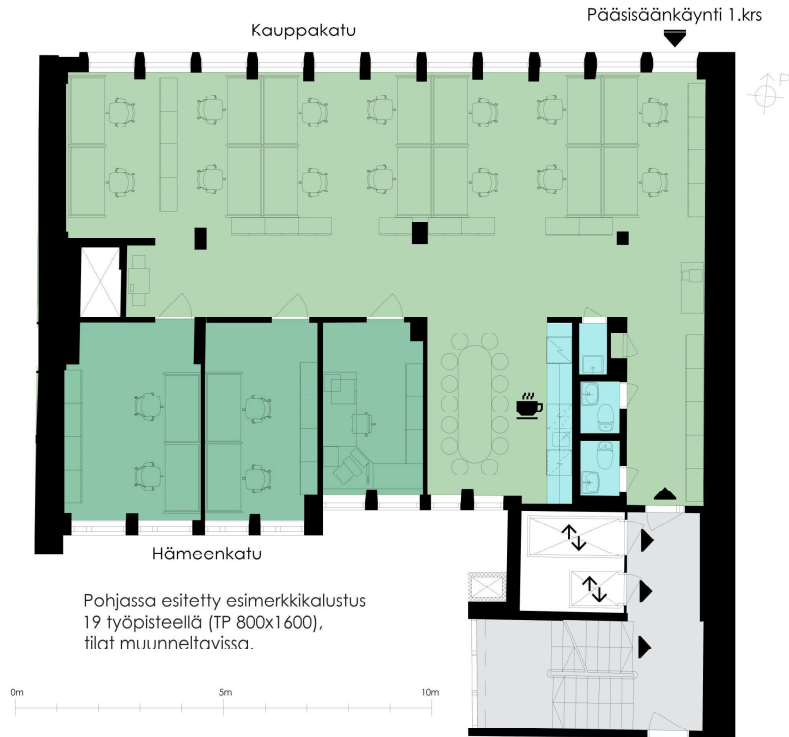 Pääsisäänkäynti 1.krs
Kauppakatu
P
Hämeenkatu
Pohjassa esitetty esimerkkikalustus
19 työpisteellä (TP 800x1600),
tilat muunneltavissa.
0m 5m 10m